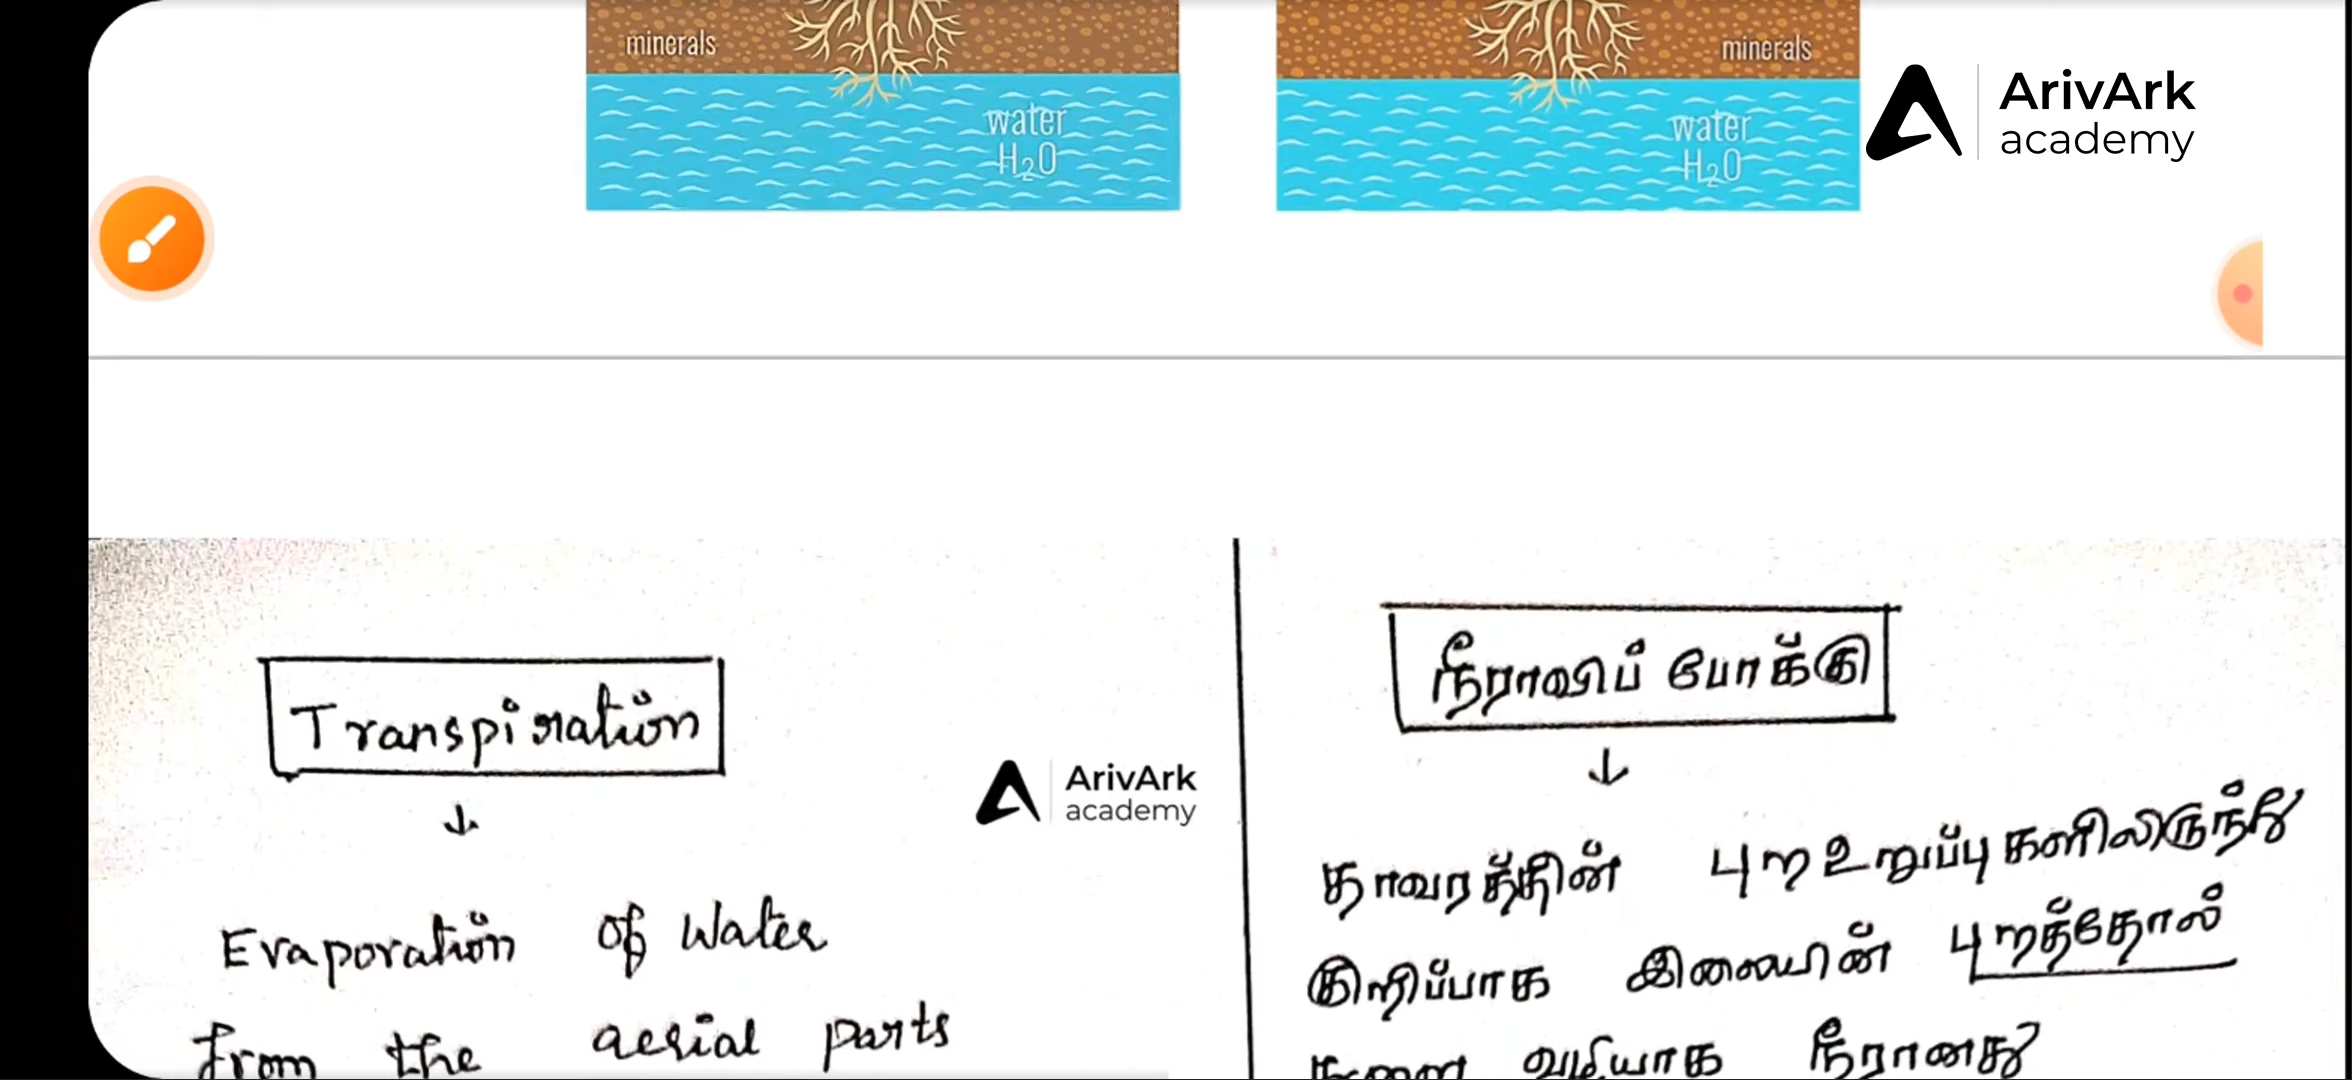 minerals
water
H₂O
minerals
water
H₂O
ArivArk
academy
Transpiration
Evaporation of Water
from the aerial parts
ArivArk
academy
நீராவிப் போக்கு
தாவரத்தின் புற உறுப்புகளிலிருந்து
குறிப்பாக இலையின் புறத்தோல்
வழியாக நீரானது